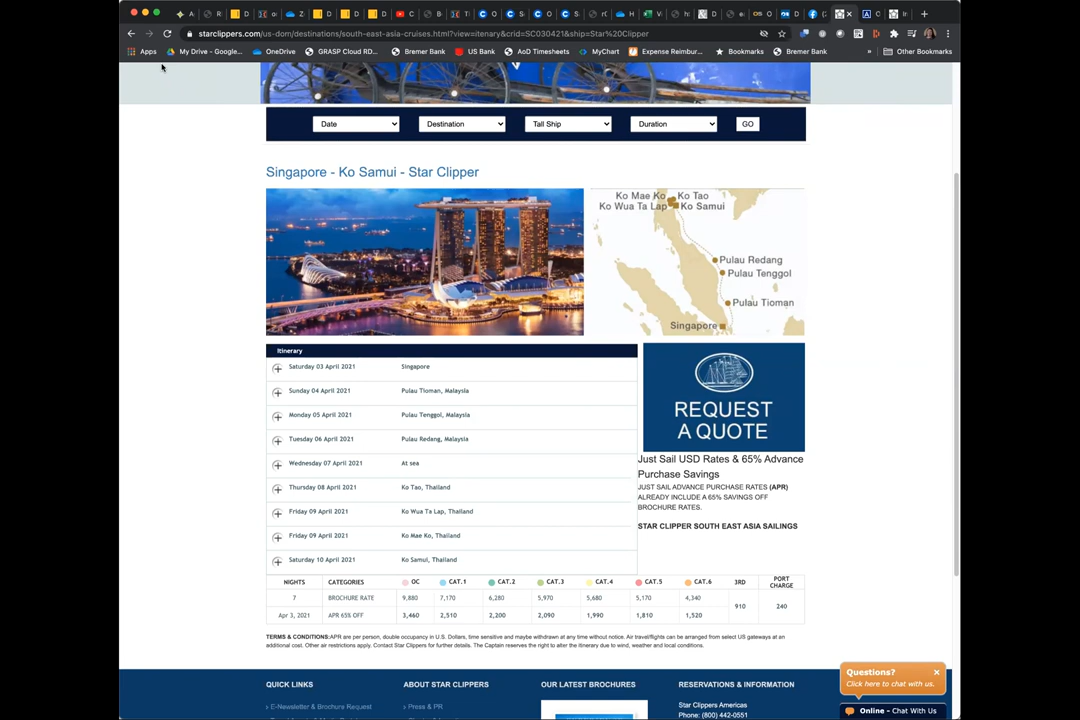 starclippers.com/us-dom/destinations/south-east-asia-cruises.html?view=itenary&crid=SC030421&ship=Star%20Clipper
Apps My Drive - Google... OneDrive GRASP Cloud RD... Bremer Bank US Bank AoD Timesheets MyChart Expense Reimbur... Bookmarks Bremer Bank » Other Bookmarks
Date Destination Tall Ship Duration GO
Singapore - Ko Samui - Star Clipper
Ko Mae Ko Ko Tao
Ko Wua Ta Lap Ko Samui
Pulau Redang
Pulau Tenggol
Pulau Tioman
Singapore
Itinerary
Saturday 03 April 2021 Singapore
Sunday 04 April 2021 Pulau Tioman, Malaysia
Monday 05 April 2021 Pulau Tenggol, Malaysia
Tuesday 06 April 2021 Pulau Redang, Malaysia
Wednesday 07 April 2021 At sea
Thursday 08 April 2021 Ko Tao, Thailand
Friday 09 April 2021 Ko Wua Ta Lap, Thailand
Friday 09 April 2021 Ko Mae Ko, Thailand
Saturday 10 April 2021 Ko Samui, Thailand
REQUEST
A QUOTE
Just Sail USD Rates & 65% Advance
Purchase Savings
JUST SAIL ADVANCE PURCHASE RATES (APR)
ALREADY INCLUDE A 65% SAVINGS OFF
BROCHURE RATES.
STAR CLIPPER SOUTH EAST ASIA SAILINGS
NIGHTS CATEGORIES OC CAT.1 CAT.2 CAT.3 CAT.4 CAT.5 CAT.6 3RD PORT CHARGE
7 BROCHURE RATE 9,880 7,170 6,280 5,970 5,680 5,170 4,340 910 240
Apr 3, 2021 APR 65% OFF 3,460 2,510 2,200 2,090 1,990 1,810 1,520
TERMS & CONDITIONS:APR are per person, double occupancy in U.S. Dollars, time sensitive and maybe withdrawn at any time without notice. Air travel/flights can be arranged from select US gateways at an
additional cost. Other air restrictions apply. Contact Star Clippers for further details. The Captain reserves the right to alter the itinerary due to wind, weather and local conditions.
QUICK LINKS ABOUT STAR CLIPPERS OUR LATEST BROCHURES RESERVATIONS & INFORMATION
› E-Newsletter & Brochure Request › Press & PR
Star Clippers Americas
Phone: (800) 442-0551
Questions?
Click here to chat with us.
Online - Chat With Us